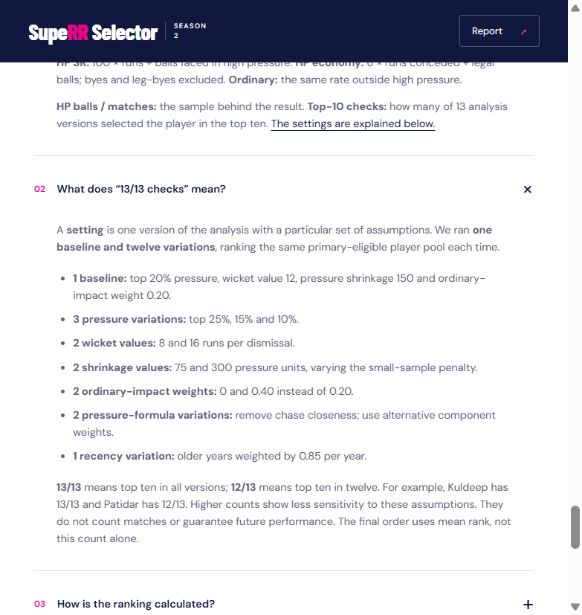 SupeRR Selector
SEASON
2
Report
HP SR: 100 × runs ÷ balls faced in high pressure. HP economy: 6 × runs conceded ÷ legal
balls; byes and leg-byes excluded. Ordinary: the same rate outside high pressure.
HP balls / matches: the sample behind the result. Top-10 checks: how many of 13 analysis
versions selected the player in the top ten. The settings are explained below.
02 What does “13/13 checks” mean? ×
A setting is one version of the analysis with a particular set of assumptions. We ran one
baseline and twelve variations, ranking the same primary-eligible player pool each time.
• 1 baseline: top 20% pressure, wicket value 12, pressure shrinkage 150 and ordinary-
impact weight 0.20.
• 3 pressure variations: top 25%, 15% and 10%.
• 2 wicket values: 8 and 16 runs per dismissal.
• 2 shrinkage values: 75 and 300 pressure units, varying the small-sample penalty.
• 2 ordinary-impact weights: 0 and 0.40 instead of 0.20.
• 2 pressure-formula variations: remove chase closeness; use alternative component
weights.
• 1 recency variation: older years weighted by 0.85 per year.
13/13 means top ten in all versions; 12/13 means top ten in twelve. For example, Kuldeep has
13/13 and Patidar has 12/13. Higher counts show less sensitivity to these assumptions. They
do not count matches or guarantee future performance. The final order uses mean rank, not
this count alone.
03 How is the ranking calculated? +